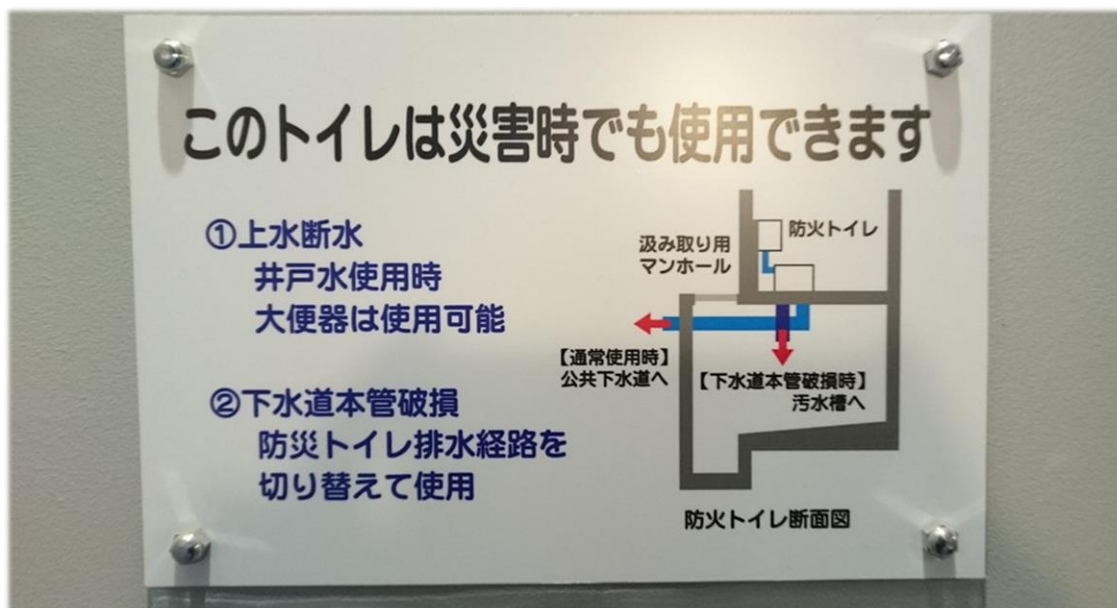 このトイレは災害時でも使用できます
①上水断水
井戸水使用時
大便器は使用可能
②下水道本管破損
防災トイレ排水経路を
切り替えて使用
防火トイレ
汲み取り用
マンホール
【通常使用時】
公共下水道へ
【下水道本管破損時】
汚水槽へ
防火トイレ断面図